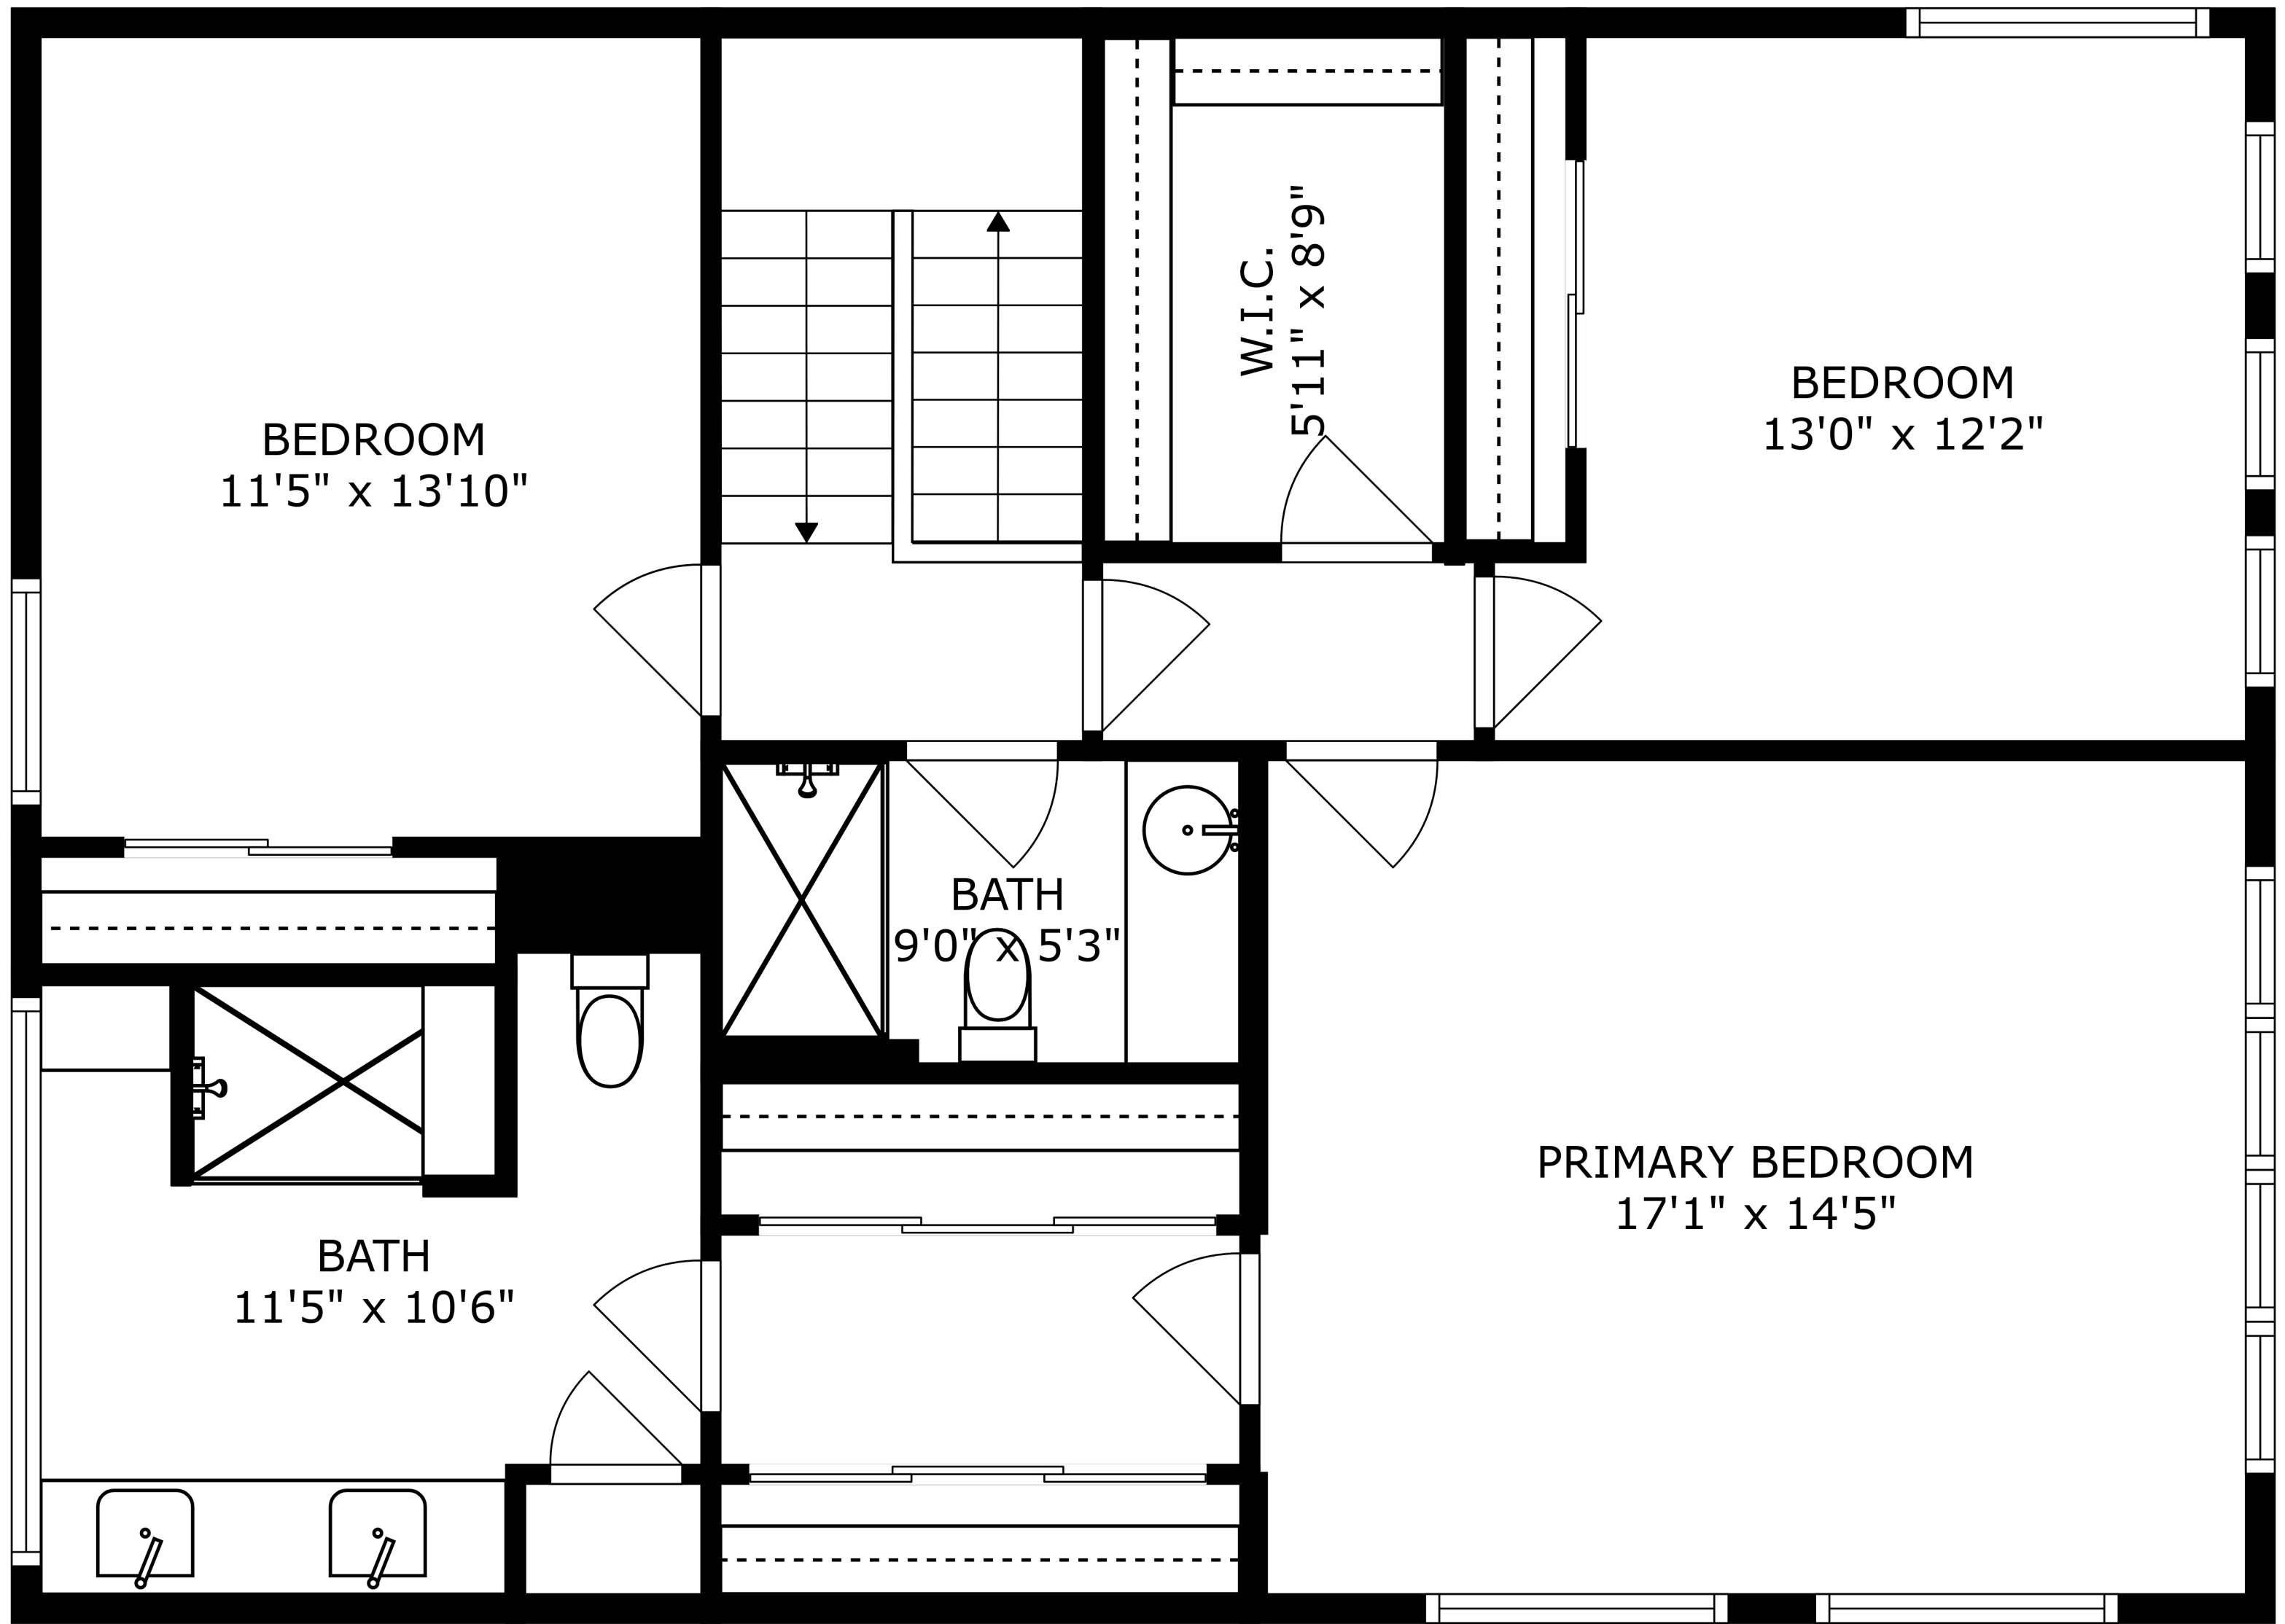 W.I.C.
5'11" x 8'9"
BEDROOM
13'0" x 12'2"
BEDROOM
11'5" x 13'10"
BATH
9'0" x 5'3"
PRIMARY BEDROOM
17'1" x 14'5"
BATH
11'5" x 10'6"